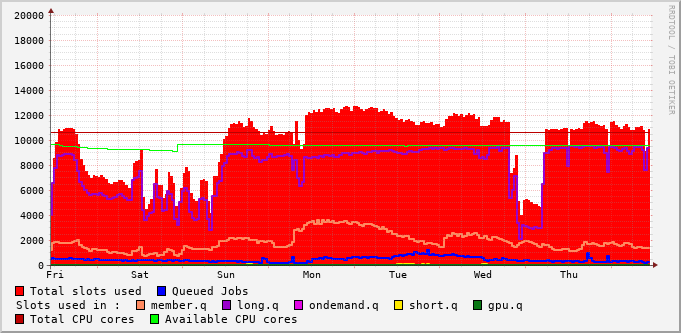 20000
18000
16000
14000
12000
10000
8000
6000
4000
2000
0
Fri Sat Sun Mon Tue Wed Thu
Total slots used Queued Jobs
Slots used in : member.q long.q ondemand.q short.q gpu.q
Total CPU cores Available CPU cores
RRDTOOL / TOBI OETIKER